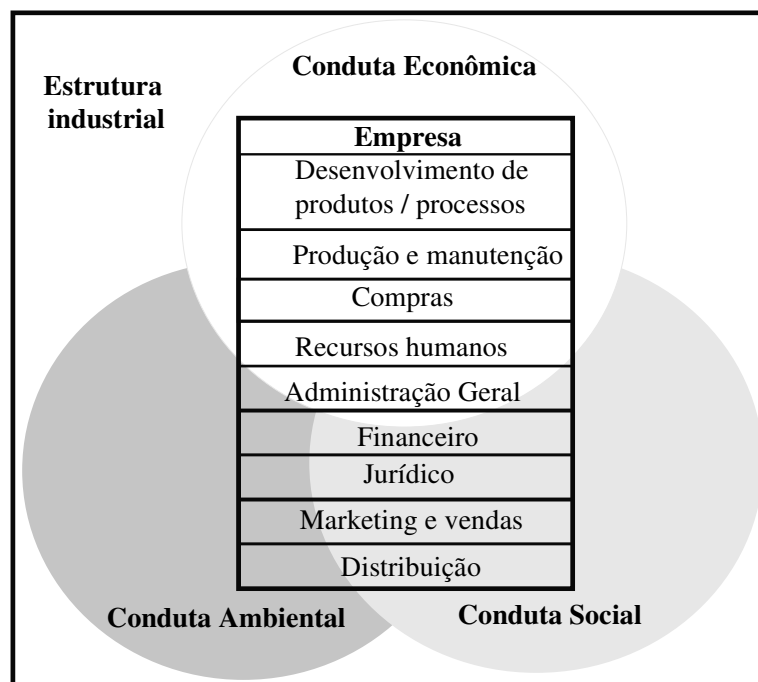 Conduta Econômica
Estrutura
industrial
Empresa
Desenvolvimento de
produtos / processos
Produção e manutenção
Compras
Recursos humanos
Administração Geral
Financeiro
Jurídico
Marketing e vendas
Distribuição
Conduta Ambiental
Conduta Social